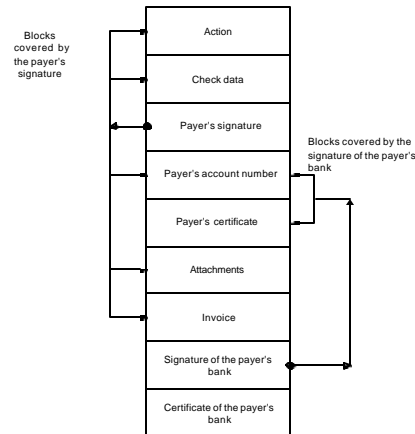 Blocks
covered by
the payer's
signature
Action
Check data
Payer's signature
Blocks covered by the
signature of the payer's
bank
Payer's account number
Payer's certificate
Attachments
Invoice
Signature of the payer's
bank
Certificate of the payer's
bank